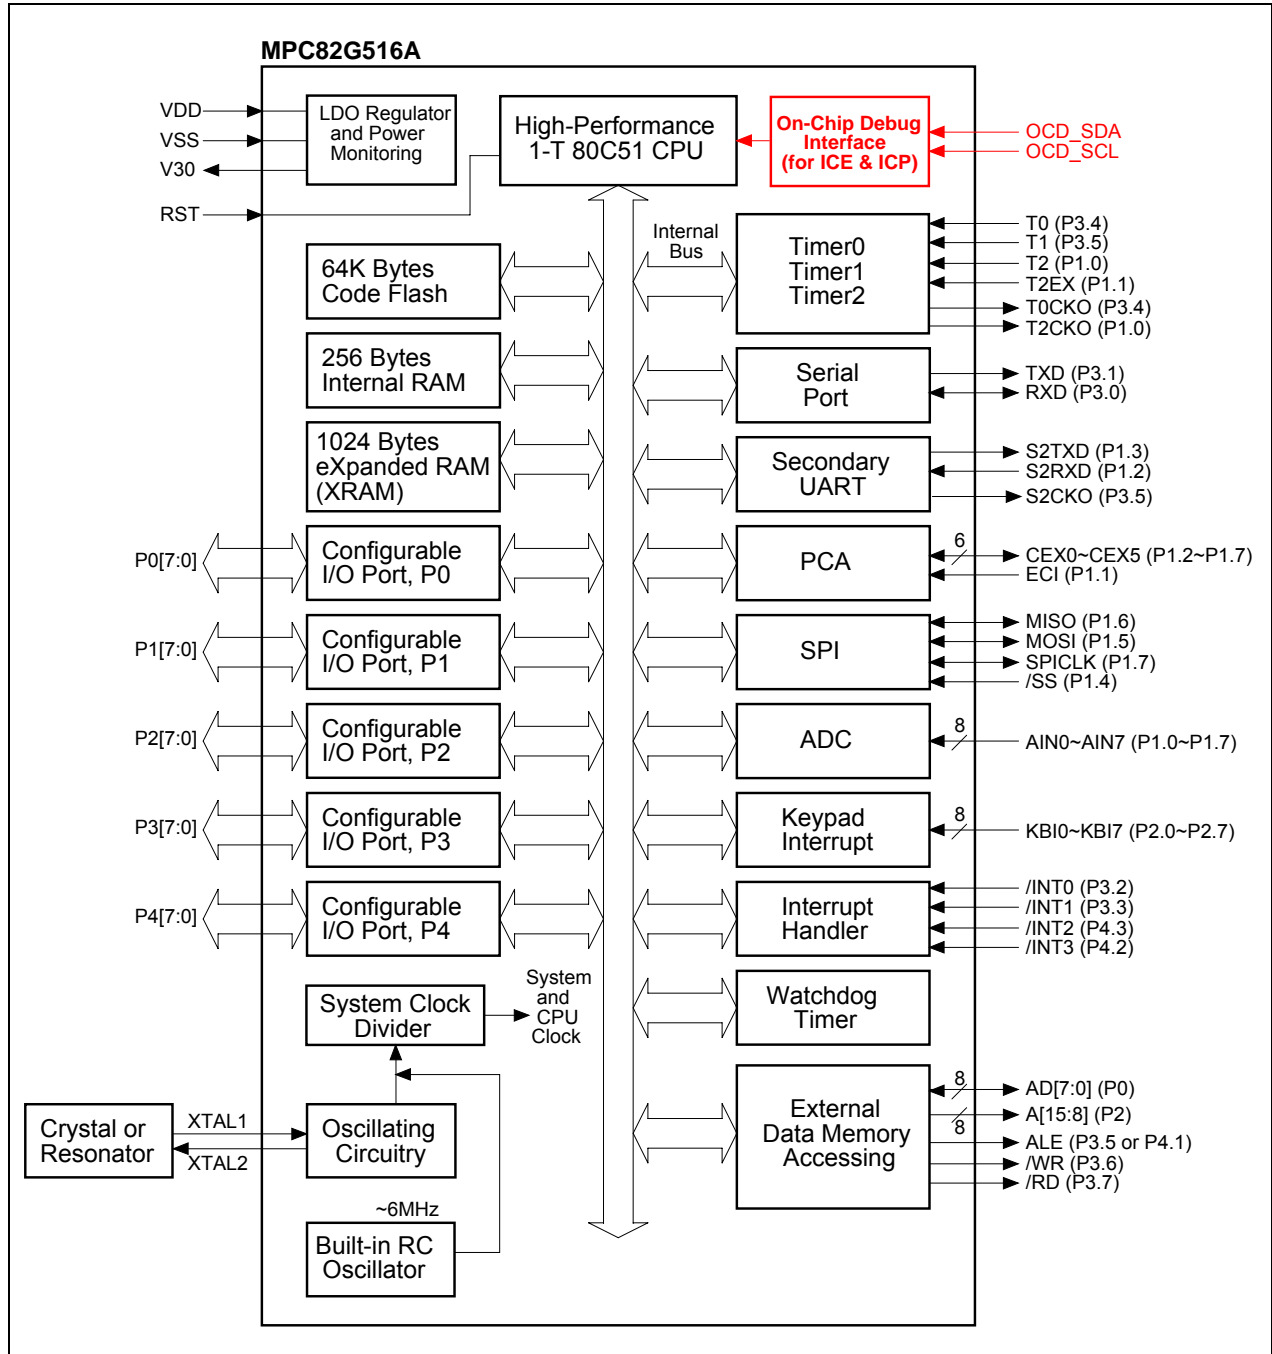 MPC82G516A
VDD
VSS
V30
RST
LDO Regulator
and Power
Monitoring
High-Performance
1-T 80C51 CPU
On-Chip Debug
Interface
(for ICE & ICP)
OCD_SDA
OCD_SCL
Internal
Bus
64K Bytes
Code Flash
256 Bytes
Internal RAM
1024 Bytes
eXpanded RAM
(XRAM)
P0[7:0]
Configurable
I/O Port, P0
P1[7:0]
Configurable
I/O Port, P1
P2[7:0]
Configurable
I/O Port, P2
P3[7:0]
Configurable
I/O Port, P3
P4[7:0]
Configurable
I/O Port, P4
System Clock
Divider
System
and
CPU
Clock
Crystal or
Resonator
XTAL1
XTAL2
Oscillating
Circuitry
~6MHz
Built-in RC
Oscillator
Timer0
Timer1
Timer2
T0 (P3.4)
T1 (P3.5)
T2 (P1.0)
T2EX (P1.1)
T0CKO (P3.4)
T2CKO (P1.0)
Serial
Port
TXD (P3.1)
RXD (P3.0)
Secondary
UART
S2TXD (P1.3)
S2RXD (P1.2)
S2CKO (P3.5)
PCA
6
CEX0~CEX5 (P1.2~P1.7)
ECI (P1.1)
SPI
MISO (P1.6)
MOSI (P1.5)
SPICLK (P1.7)
/SS (P1.4)
ADC
8
AIN0~AIN7 (P1.0~P1.7)
Keypad
Interrupt
8
KBI0~KBI7 (P2.0~P2.7)
Interrupt
Handler
/INT0 (P3.2)
/INT1 (P3.3)
/INT2 (P4.3)
/INT3 (P4.2)
Watchdog
Timer
External
Data Memory
Accessing
8
AD[7:0] (P0)
A[15:8] (P2)
8
ALE (P3.5 or P4.1)
/WR (P3.6)
/RD (P3.7)